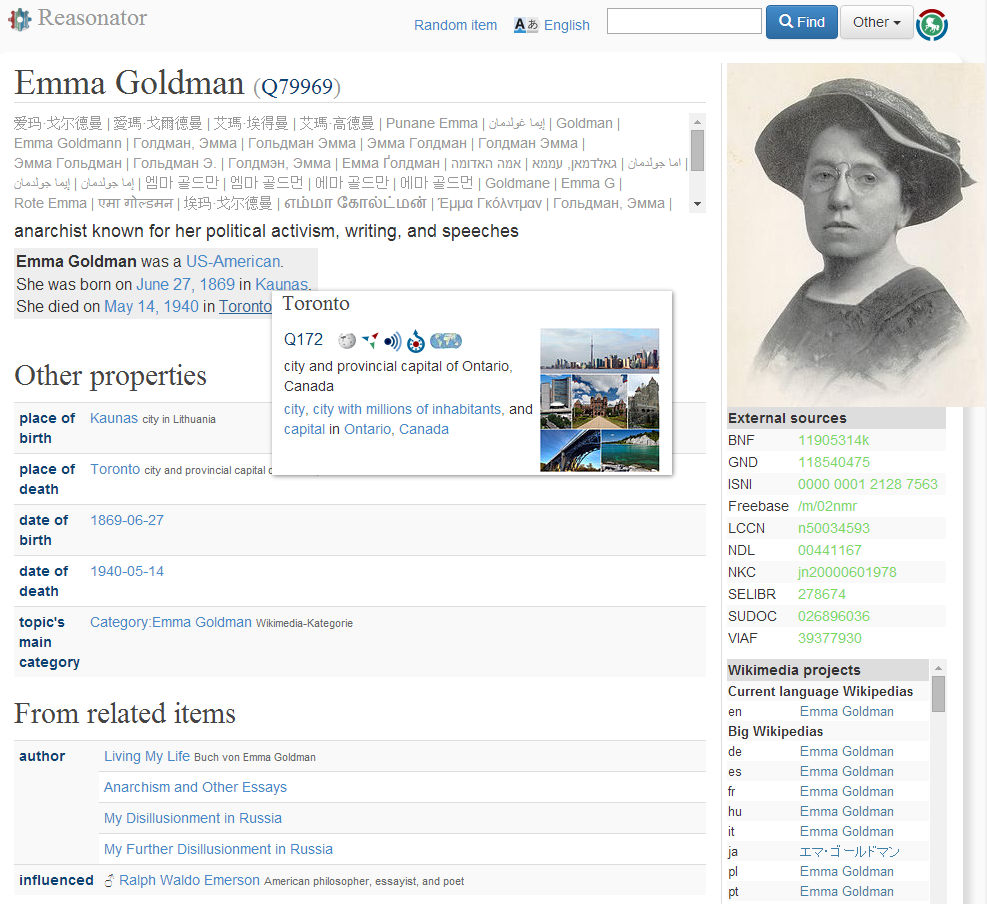 Reasonator
Random item
Aあ English
Find
Other
Emma Goldman (Q79969)
爱玛·戈尔德曼 | 愛瑪·戈爾德曼 | 艾瑪·埃得曼 | 艾瑪·高德曼 | Punane Emma | إيما غولدمان | Goldman |
Emma Goldmann | Голдман, Эмма | Гольдман Эмма | Эмма Голдман | Голдман Эмма |
Эмма Гольдман | Гольдман Э. | Голдмэн, Эмма | Емма Ґолдман | אמה האדומה | גאלדמאן, עממא | اما جولدمان |
إيما جولدمان | إما جولدمان | 엠마 골드만 | 엠마 골드먼 | 에마 골드만 | 에마 골드먼 | Goldmane | Emma G |
Rote Emma | एमा गोल्डमन | 埃玛·戈尔德曼 | எம்மா கோல்ட்மன் | Έμμα Γκόλντμαν | Гольдман, Эмма |
anarchist known for her political activism, writing, and speeches
Emma Goldman was a US-American.
She was born on June 27, 1869 in Kaunas.
She died on May 14, 1940 in Toronto
Toronto
Q172
city and provincial capital of Ontario,
Canada
city, city with millions of inhabitants, and
capital in Ontario, Canada
Other properties
place of birth Kaunas city in Lithuania
place of death Toronto city and provincial capital
date of birth 1869-06-27
date of death 1940-05-14
topic's main category Category:Emma Goldman Wikimedia-Kategorie
From related items
author Living My Life Buch von Emma Goldman
Anarchism and Other Essays
My Disillusionment in Russia
My Further Disillusionment in Russia
influenced ♂ Ralph Waldo Emerson American philosopher, essayist, and poet
External sources
BNF 11905314k
GND 118540475
ISNI 0000 0001 2128 7563
Freebase /m/02nmr
LCCN n50034593
NDL 00441167
NKC jn20000601978
SELIBR 278674
SUDOC 026896036
VIAF 39377930
Wikimedia projects
Current language Wikipedias
en Emma Goldman
Big Wikipedias
de Emma Goldman
es Emma Goldman
fr Emma Goldman
hu Emma Goldman
it Emma Goldman
ja エマ・ゴールドマン
pl Emma Goldman
pt Emma Goldman